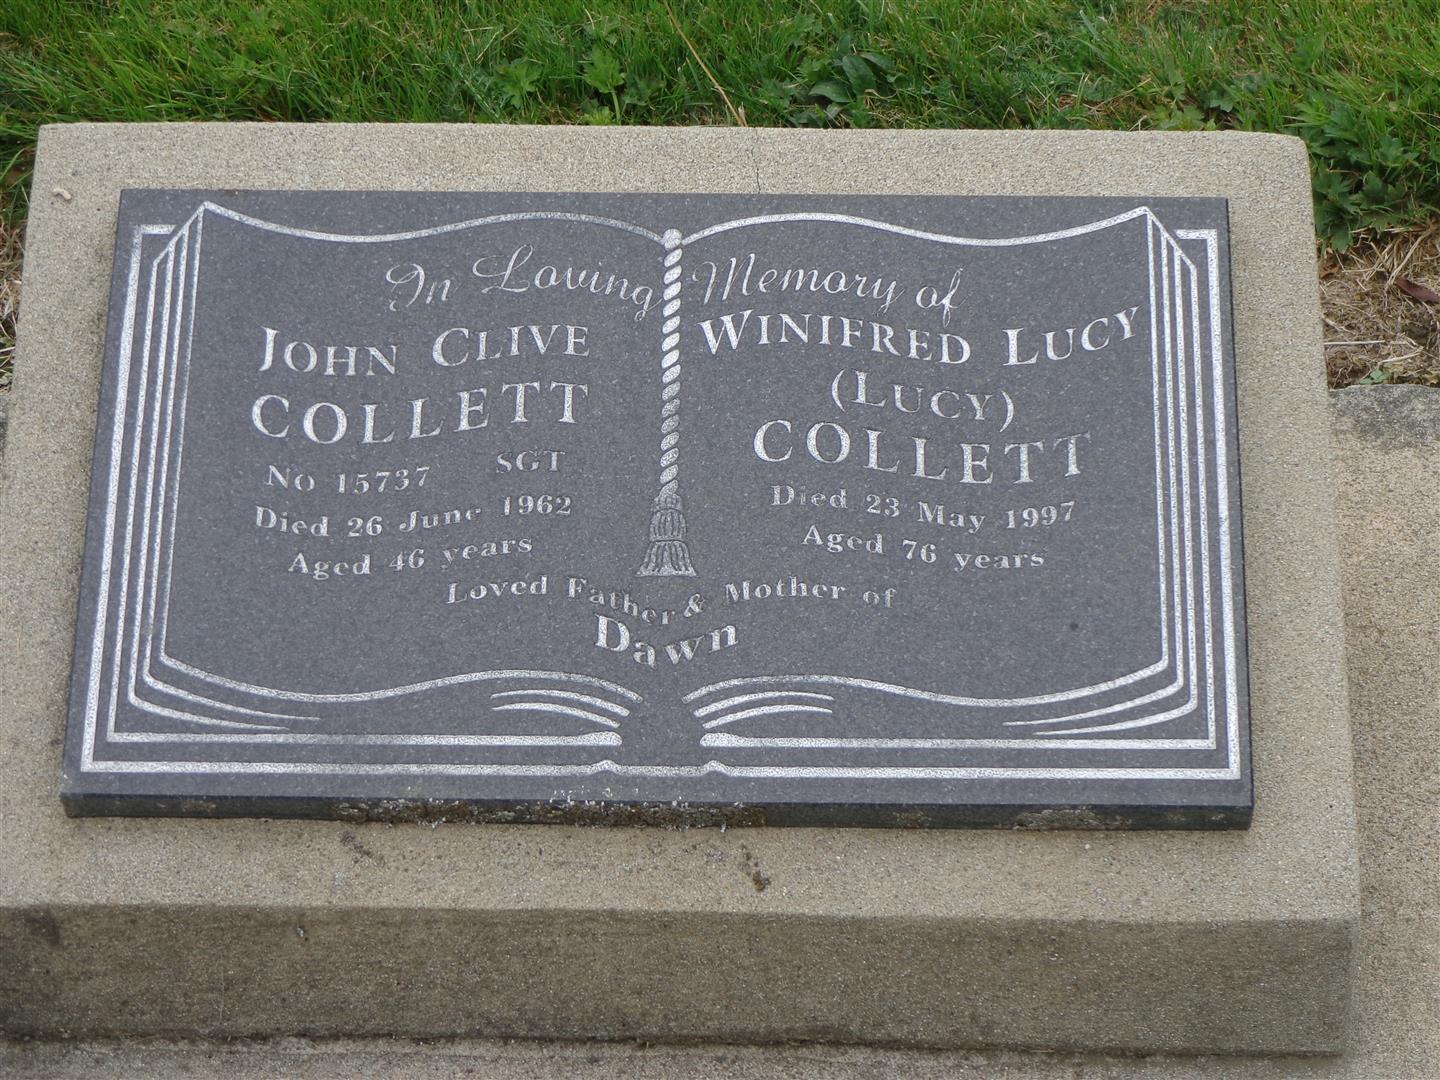 In Loving Memory of
JOHN CLIVE
COLLETT
No 15737 SGT
Died 26 June 1962
Aged 46 years
WINIFRED LUCY
(LUCY)
COLLETT
Died 23 May 1997
Aged 76 years
Loved Father & Mother of
Dawn